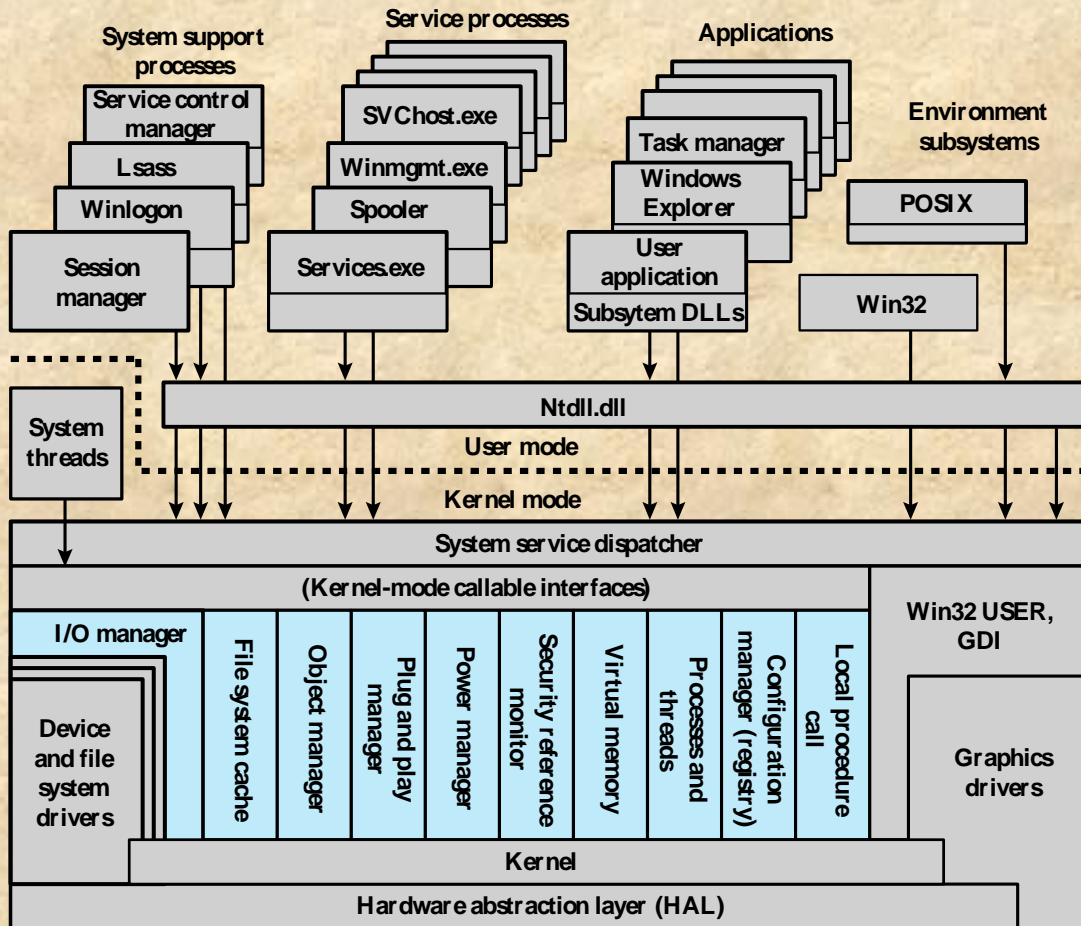 System support
processes
Service control
manager
Lsass
Winlogon
Session
manager
Service processes
SVChost.exe
Winmgmt.exe
Spooler
Services.exe
Applications
Task manager
Windows
Explorer
User
application
Subsytem DLLs
Environment
subsystems
POSIX
Win32
System
threads
Ntdll.dll
User mode
Kernel mode
System service dispatcher
(Kernel-mode callable interfaces)
I/O manager
Device
and file
system
drivers
File system cache
Object manager
Plug and play
manager
Power manager
Security reference
monitor
Virtual memory
Processes and
threads
Configuration
manager (registry)
Local procedure
call
Win32 USER,
GDI
Graphics
drivers
Kernel
Hardware abstraction layer (HAL)